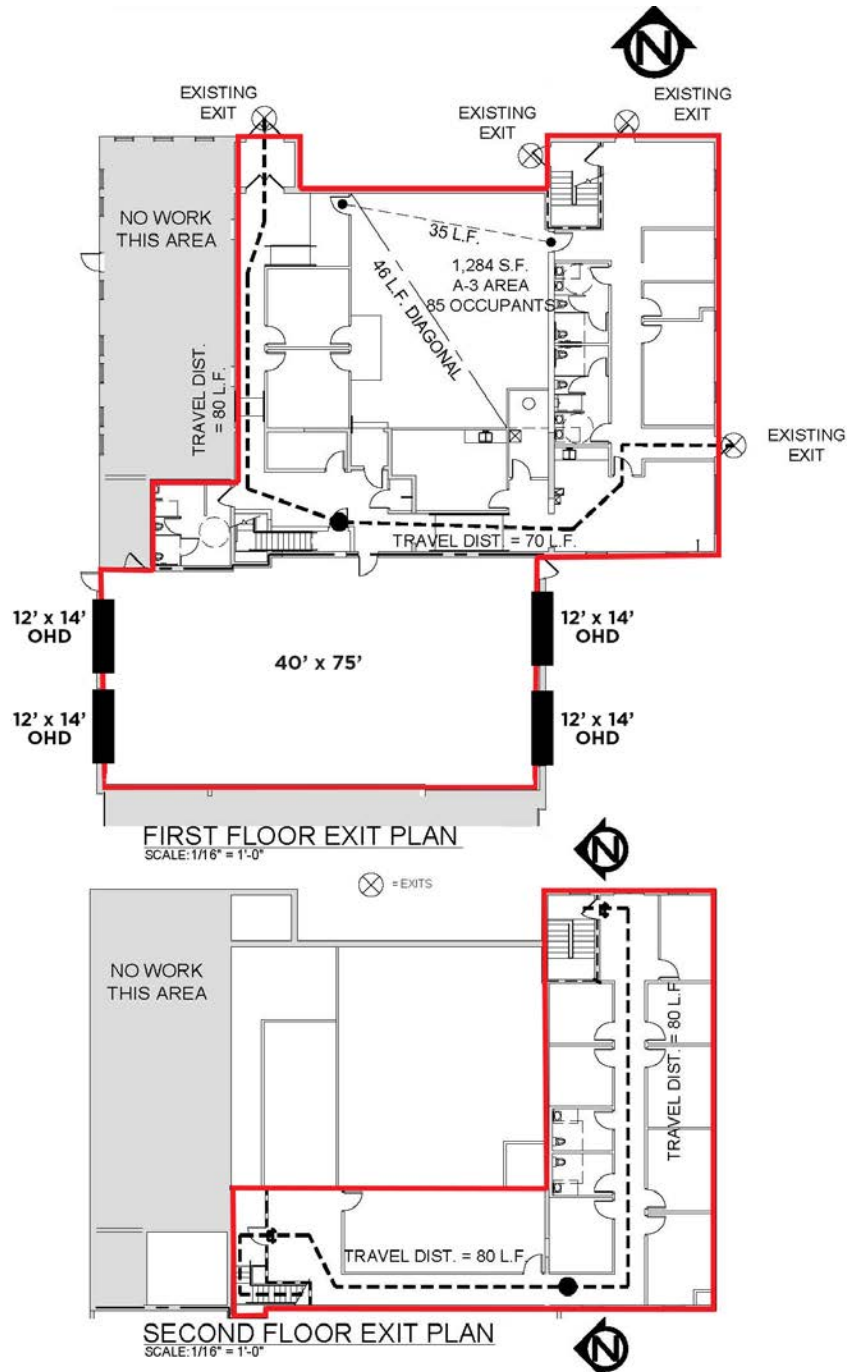 N
EXISTING
EXIT
EXISTING
EXIT
EXISTING
EXIT
NO WORK
THIS AREA
35 L.F.
1,284 S.F.
A-3 AREA
85 OCCUPANTS
46 L.F. DIAGONAL
TRAVEL DIST.
= 80 L.F.
EXISTING
EXIT
TRAVEL DIST. = 70 L.F.
12' x 14'
OHD
12' x 14'
OHD
40' x 75'
12' x 14'
OHD
12' x 14'
OHD
FIRST FLOOR EXIT PLAN
SCALE: 1/16" = 1'-0"
N
= EXITS
NO WORK
THIS AREA
TRAVEL DIST. = 80 L.F.
TRAVEL DIST. = 80 L.F.
SECOND FLOOR EXIT PLAN
SCALE: 1/16" = 1'-0"
N